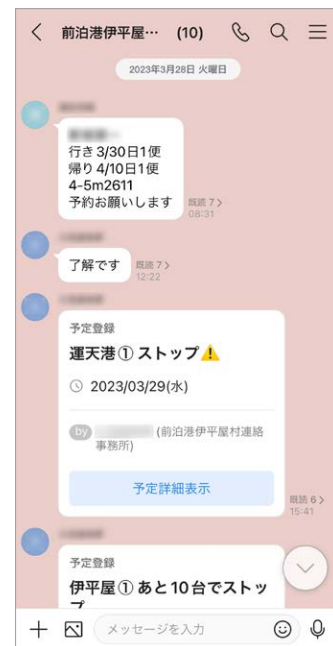 前泊港伊平屋… (10)
2023年3月28日 火曜日
行き3/30日1便
帰り4/10日1便
4-5m2611
予約お願いします
既読 7
08:31
了解です
既読 7
12:22
予定登録
運天港①ストップ⚠️
2023/03/29(水)
by (前泊港伊平屋村連絡
事務所)
予定詳細表示
既読 6
15:41
予定登録
伊平屋①あと10台でストッ
プ
メッセージを入力